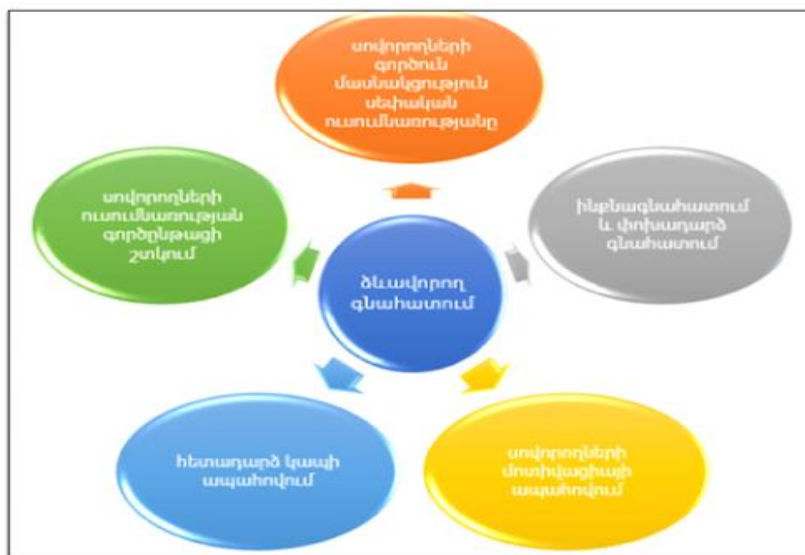 սովորողների
գործուն
մասնակցություն
սեփական
ուսումնառությանը
սովորողների
ուսումնառության
գործընթացի
շտկում
ինքնագնահատում
և փոխադարձ
գնահատում
ձևավորող
գնահատում
հետադարձ կապի
ապահովում
սովորողների
մոտիվացիայի
ապահովում